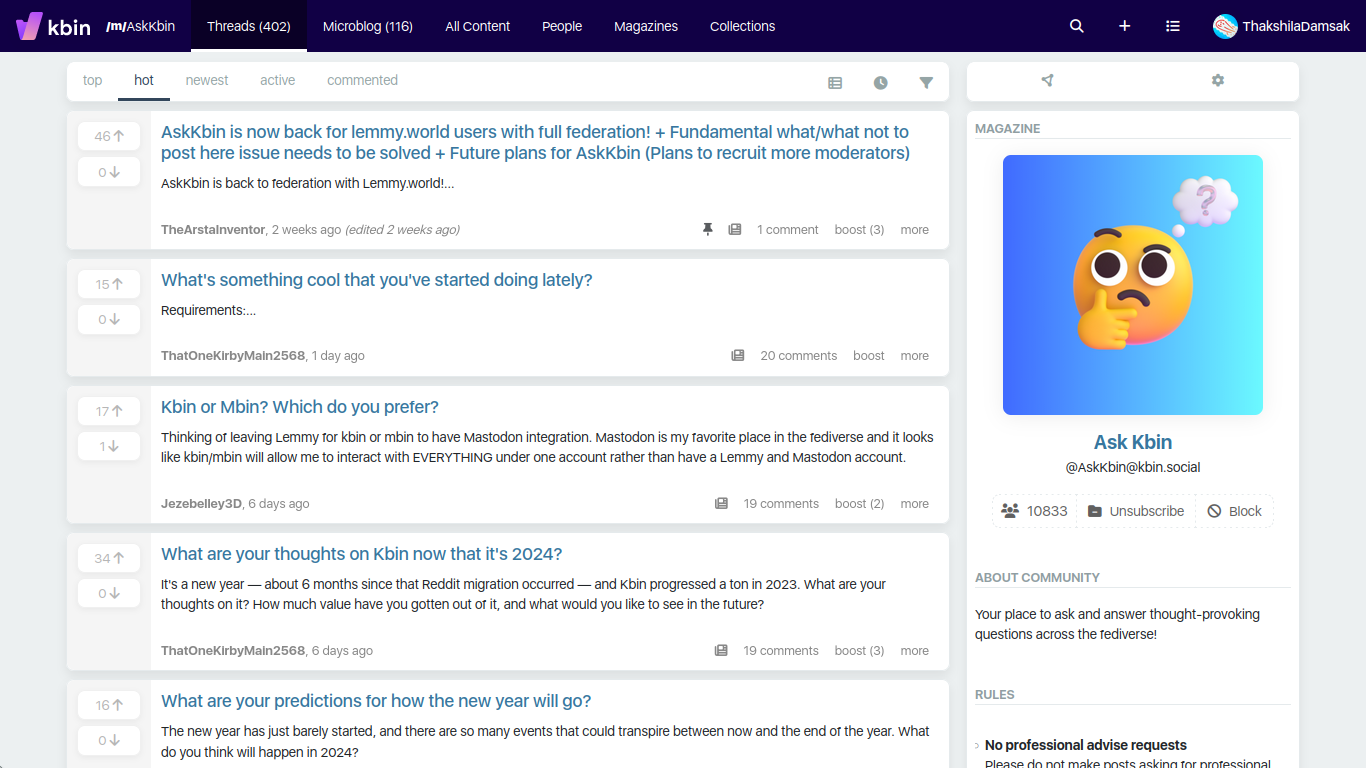 kbin /m/AskKbin Threads (402) Microblog (116) All Content People Magazines Collections ThakshilaDamsak
top hot newest active commented
46
0
AskKbin is now back for lemmy.world users with full federation! + Fundamental what/what not to
post here issue needs to be solved + Future plans for AskKbin (Plans to recruit more moderators)
AskKbin is back to federation with Lemmy.world!...
TheArstaInventor, 2 weeks ago (edited 2 weeks ago) 1 comment boost (3) more
15
0
What's something cool that you've started doing lately?
Requirements:...
ThatOneKirbyMain2568, 1 day ago 20 comments boost more
17
1
Kbin or Mbin? Which do you prefer?
Thinking of leaving Lemmy for kbin or mbin to have Mastodon integration. Mastodon is my favorite place in the fediverse and it looks
like kbin/mbin will allow me to interact with EVERYTHING under one account rather than have a Lemmy and Mastodon account.
Jezebelley3D, 6 days ago 19 comments boost (2) more
34
0
What are your thoughts on Kbin now that it's 2024?
It's a new year — about 6 months since that Reddit migration occurred — and Kbin progressed a ton in 2023. What are your
thoughts on it? How much value have you gotten out of it, and what would you like to see in the future?
ThatOneKirbyMain2568, 6 days ago 19 comments boost (3) more
16
0
What are your predictions for how the new year will go?
The new year has just barely started, and there are so many events that could transpire between now and the end of the year. What
do you think will happen in 2024?
MAGAZINE
?
Ask Kbin
@AskKbin@kbin.social
10833 Unsubscribe Block
ABOUT COMMUNITY
Your place to ask and answer thought-provoking
questions across the fediverse!
RULES
No professional advise requests
Please do not make posts asking for professional